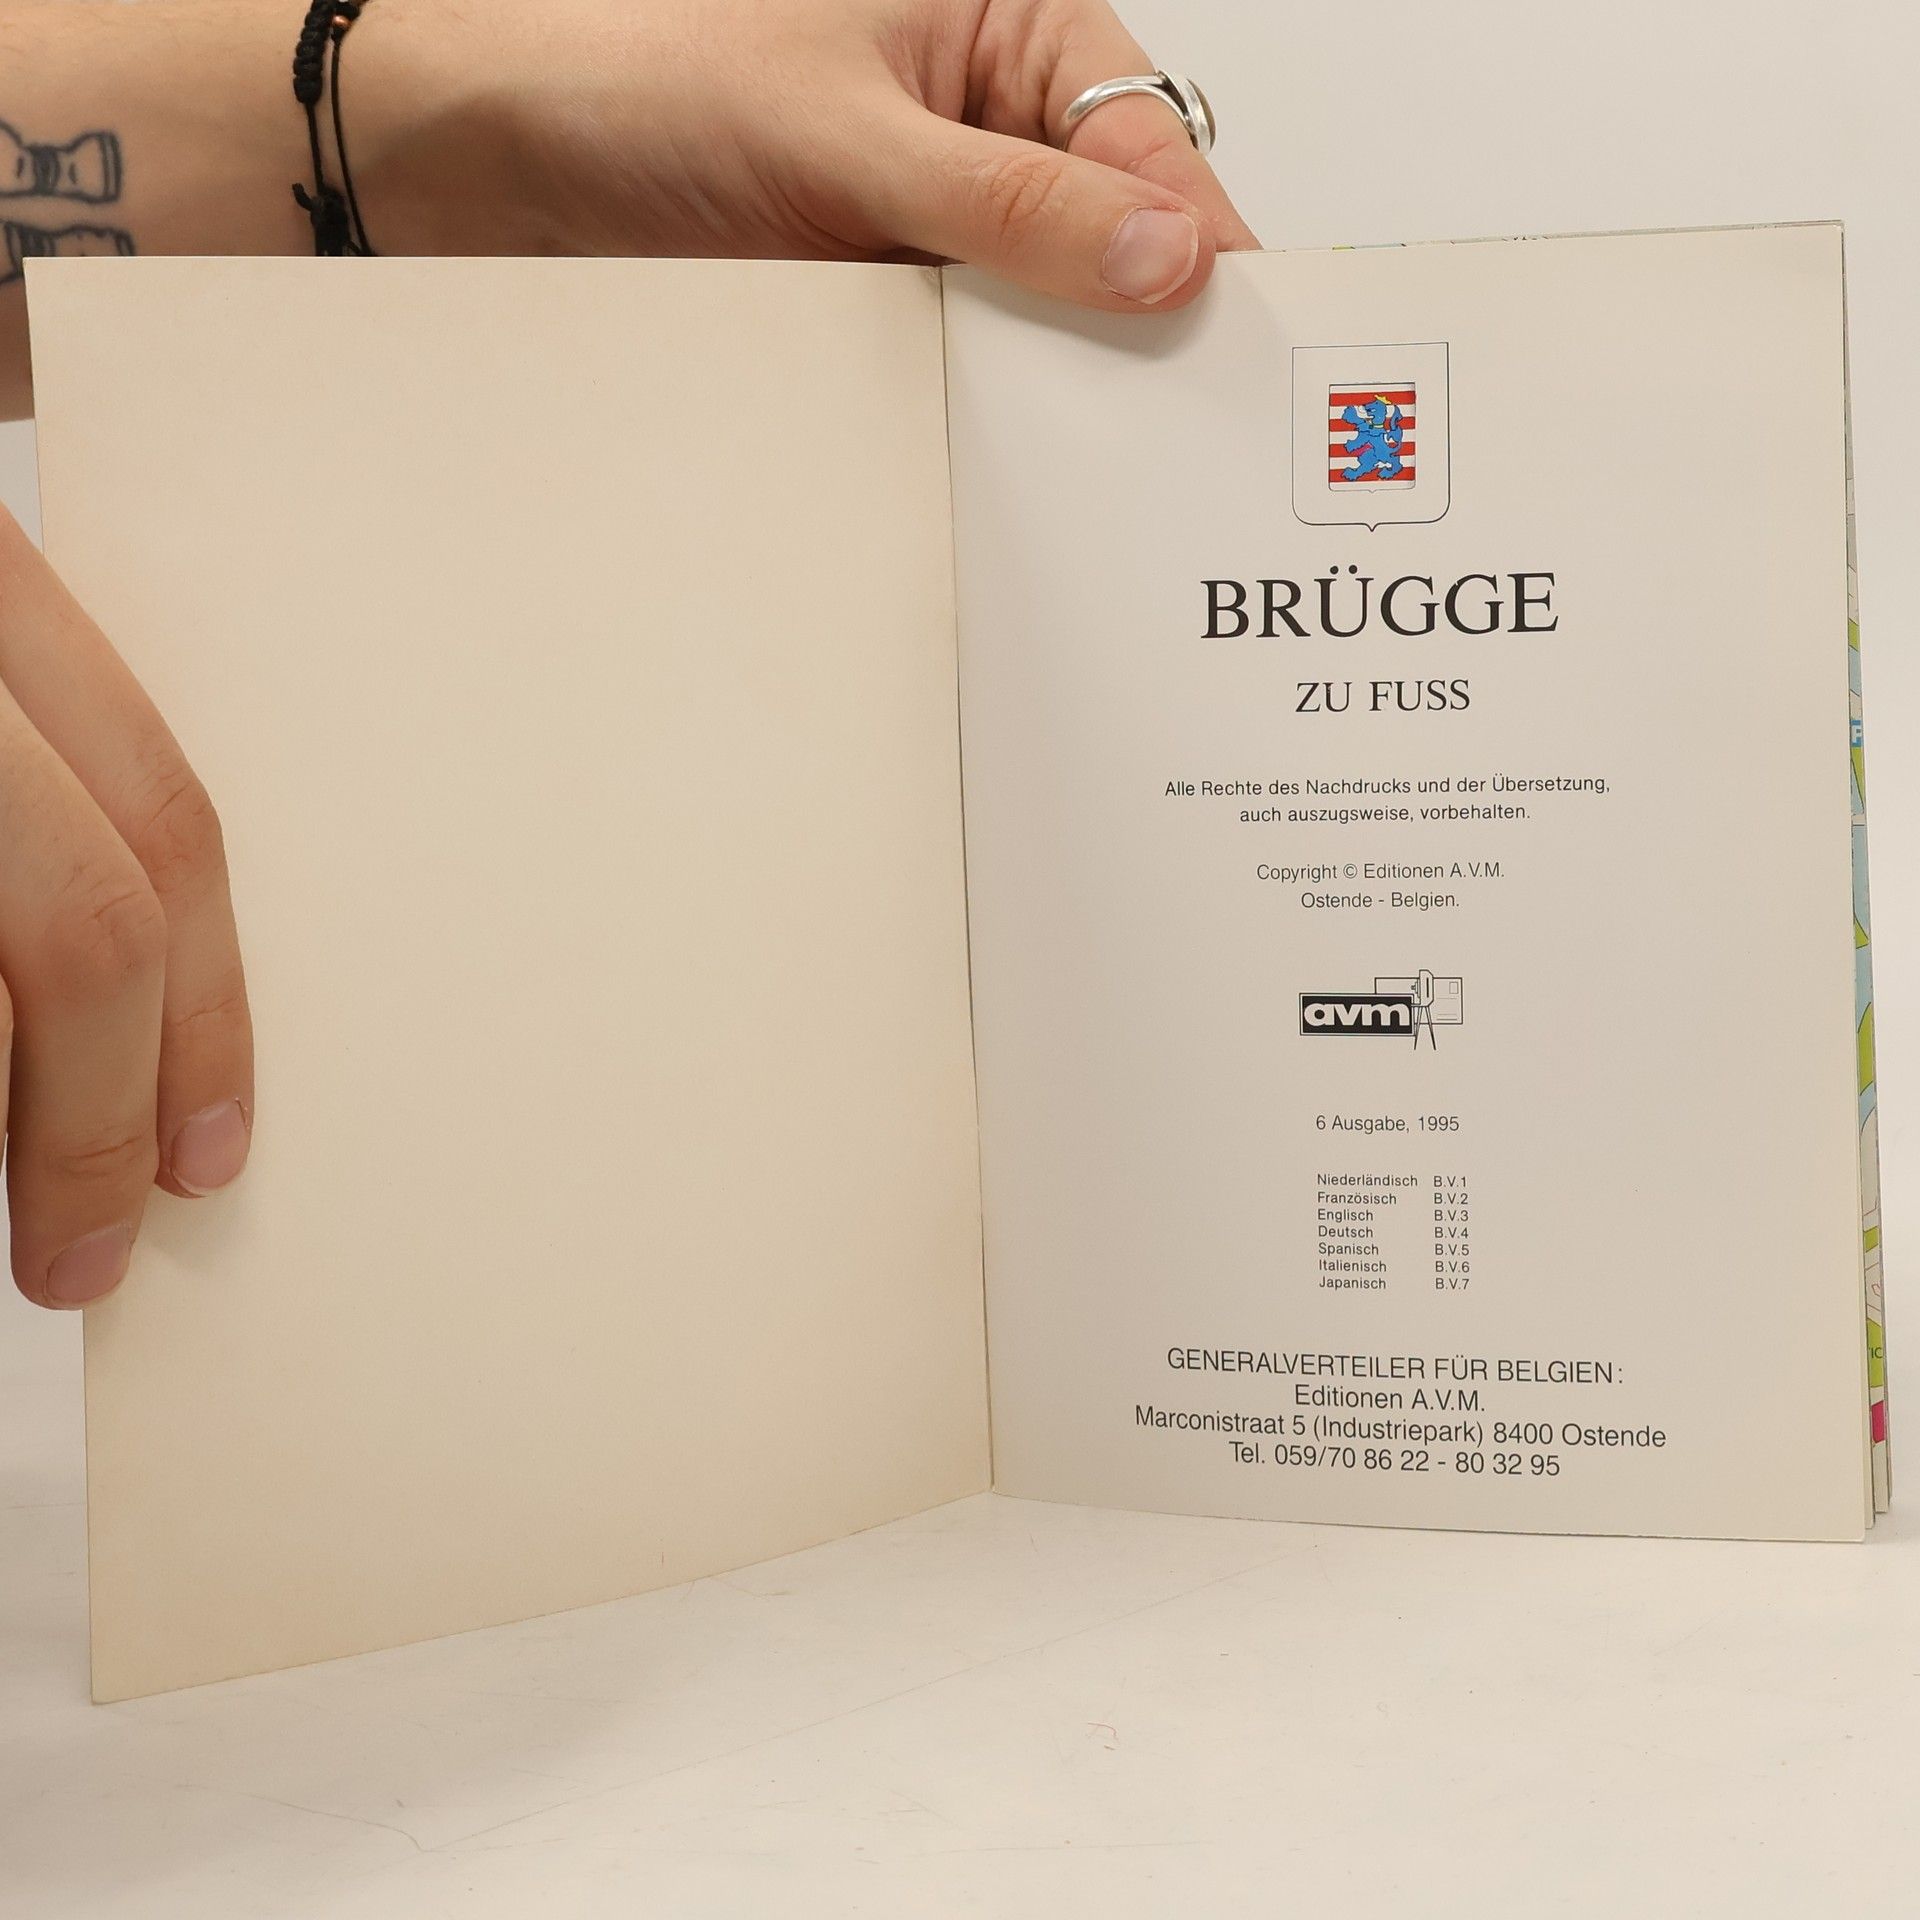 BRÜGGE
ZU FUSS
Alle Rechte des Nachdrucks und der Übersetzung,
auch auszugsweise, vorbehalten.
Copyright © Editionen A.V.M.
Ostende - Belgien.
avm
6 Ausgabe, 1995
Niederländisch B.V.1
Französisch B.V.2
Englisch B.V.3
Deutsch B.V.4
Spanisch B.V.5
Italienisch B.V.6
Japanisch B.V.7
GENERALVERTEILER FÜR BELGIEN:
Editionen A.V.M.
Marconistraat 5 (Industriepark) 8400 Ostende
Tel. 059/70 86 22 - 80 32 95